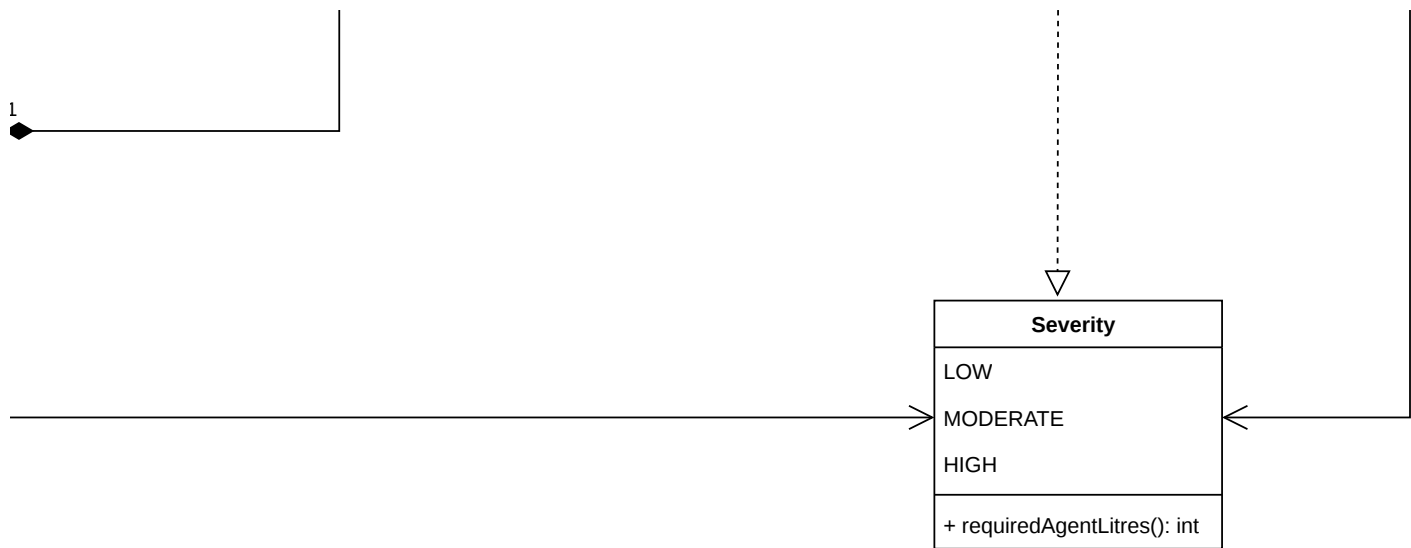 1
Severity
LOW
MODERATE
HIGH
+ requiredAgentLitres(): int